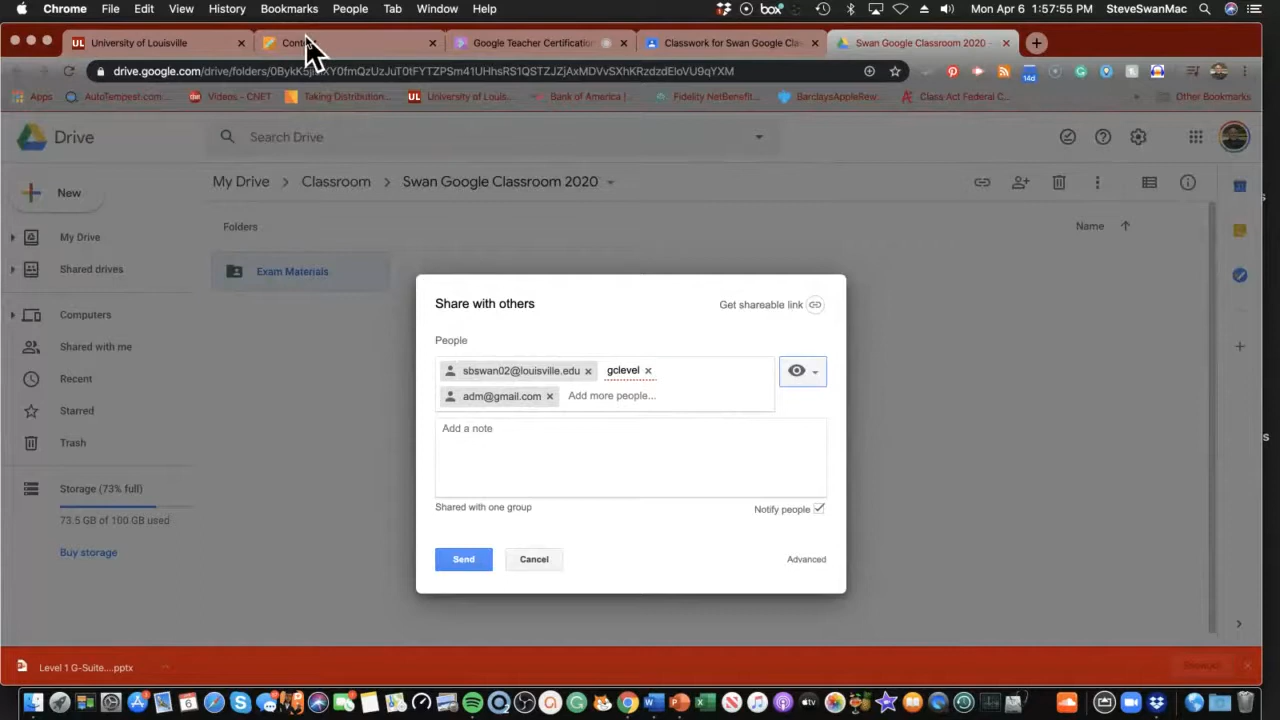 Chrome File Edit View History Bookmarks People Tab Window Help box Mon Apr 6 1:57:55 PM SteveSwanMac
University of Louisville Google Teacher Certification Classwork for Swan Google Cla Swan Google Classroom 2020 -
14d
Apps AutoTempest.com:... Videos - CNET Taking Distribution... University of Louis... Bank of America |... Fidelity NetBenefit... BarclaysAppleRew... Class Act Federal C... Other Bookmarks
Drive Search Drive
My Drive > Classroom > Swan Google Classroom 2020
New
Folders Name
My Drive
Shared drives
Exam Materials
Computers
Shared with me
Recent
Starred
Trash
Storage (73% full)
73.5 GB of 100 GB used
Buy storage
Share with others Get shareable link
People
sbswan02@louisville.edu gclevel
adm@gmail.com Add more people...
Add a note
Shared with one group Notify people
Send Cancel Advanced
Level 1 G-Suite....pptx